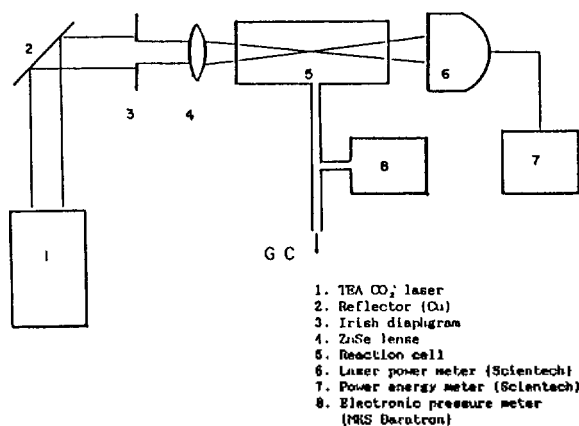 2
3
4
5
6
7
8
1
G C
1. TEA CO₂ laser
2. Reflector (Cu)
3. Irish diaphgram
4. ZnSe lense
5. Reaction cell
6. Laser power meter (Scientech)
7. Power energy meter (Scientech)
8. Electronic pressure meter
(MKS Baratron)